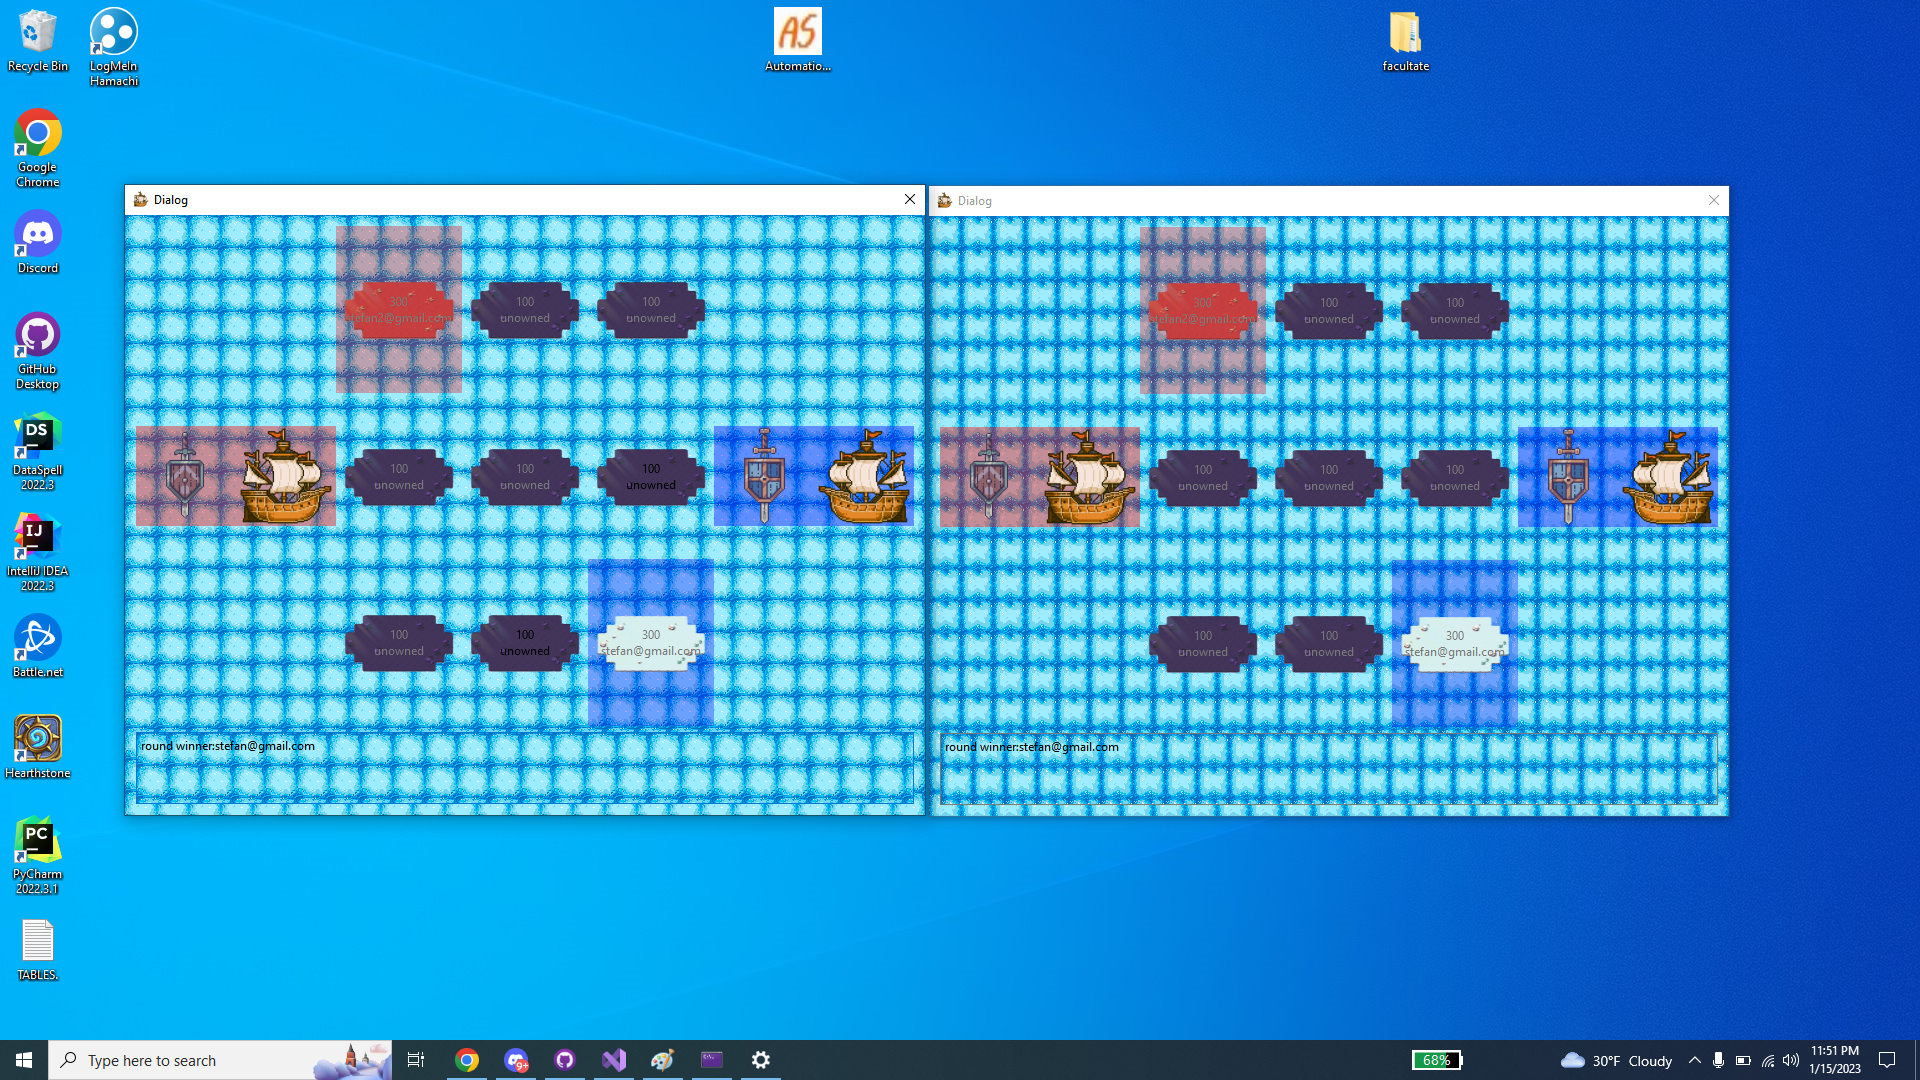 Recycle Bin
LogMeIn
Hamachi
Automatio...
facultate
Google
Chrome
Discord
GitHub
Desktop
DS
DataSpell
2022.3
IJ
IntelliJ IDEA
2022.3
Battle.net
Hearthstone
PC
PyCharm
2022.3.1
TABLES.
AS
Dialog
300
stefan2@gmail.com
100
unowned
100
unowned
100
unowned
100
unowned
100
unowned
100
unowned
100
unowned
300
stefan@gmail.com
round winner:stefan@gmail.com
Dialog
300
stefan2@gmail.com
100
unowned
100
unowned
100
unowned
100
unowned
100
unowned
100
unowned
100
unowned
300
stefan@gmail.com
round winner:stefan@gmail.com
Type here to search
9+
68%
30°F Cloudy
11:51 PM
1/15/2023